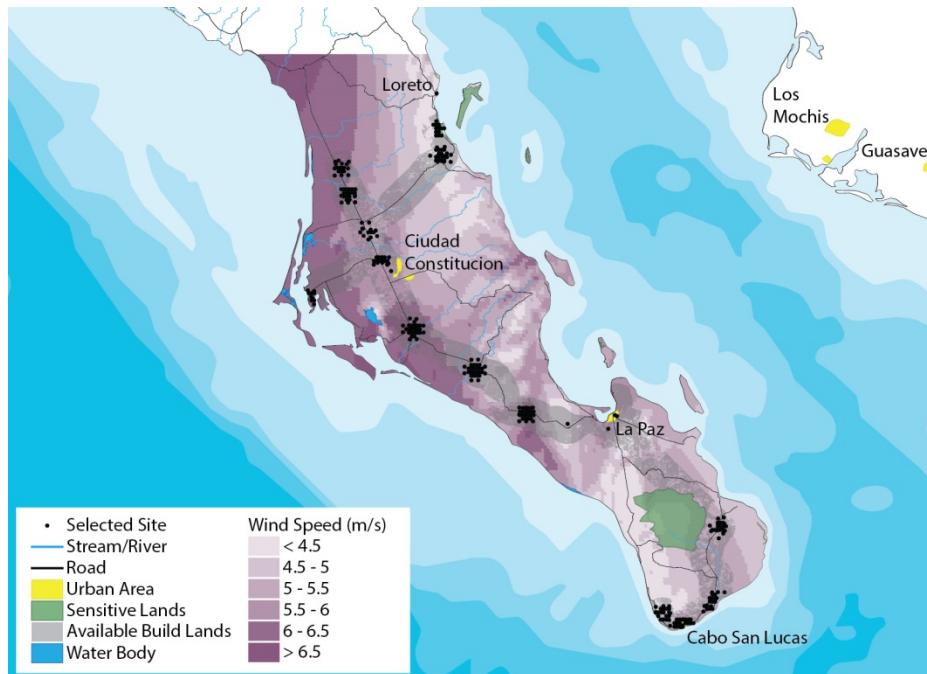 Loreto
Los
Mochis
Guasave
Ciudad
Constitucion
La Paz
Cabo San Lucas
Selected Site
Stream/River
Road
Urban Area
Sensitive Lands
Available Build Lands
Water Body
Wind Speed (m/s)
< 4.5
4.5 - 5
5 - 5.5
5.5 - 6
6 - 6.5
> 6.5